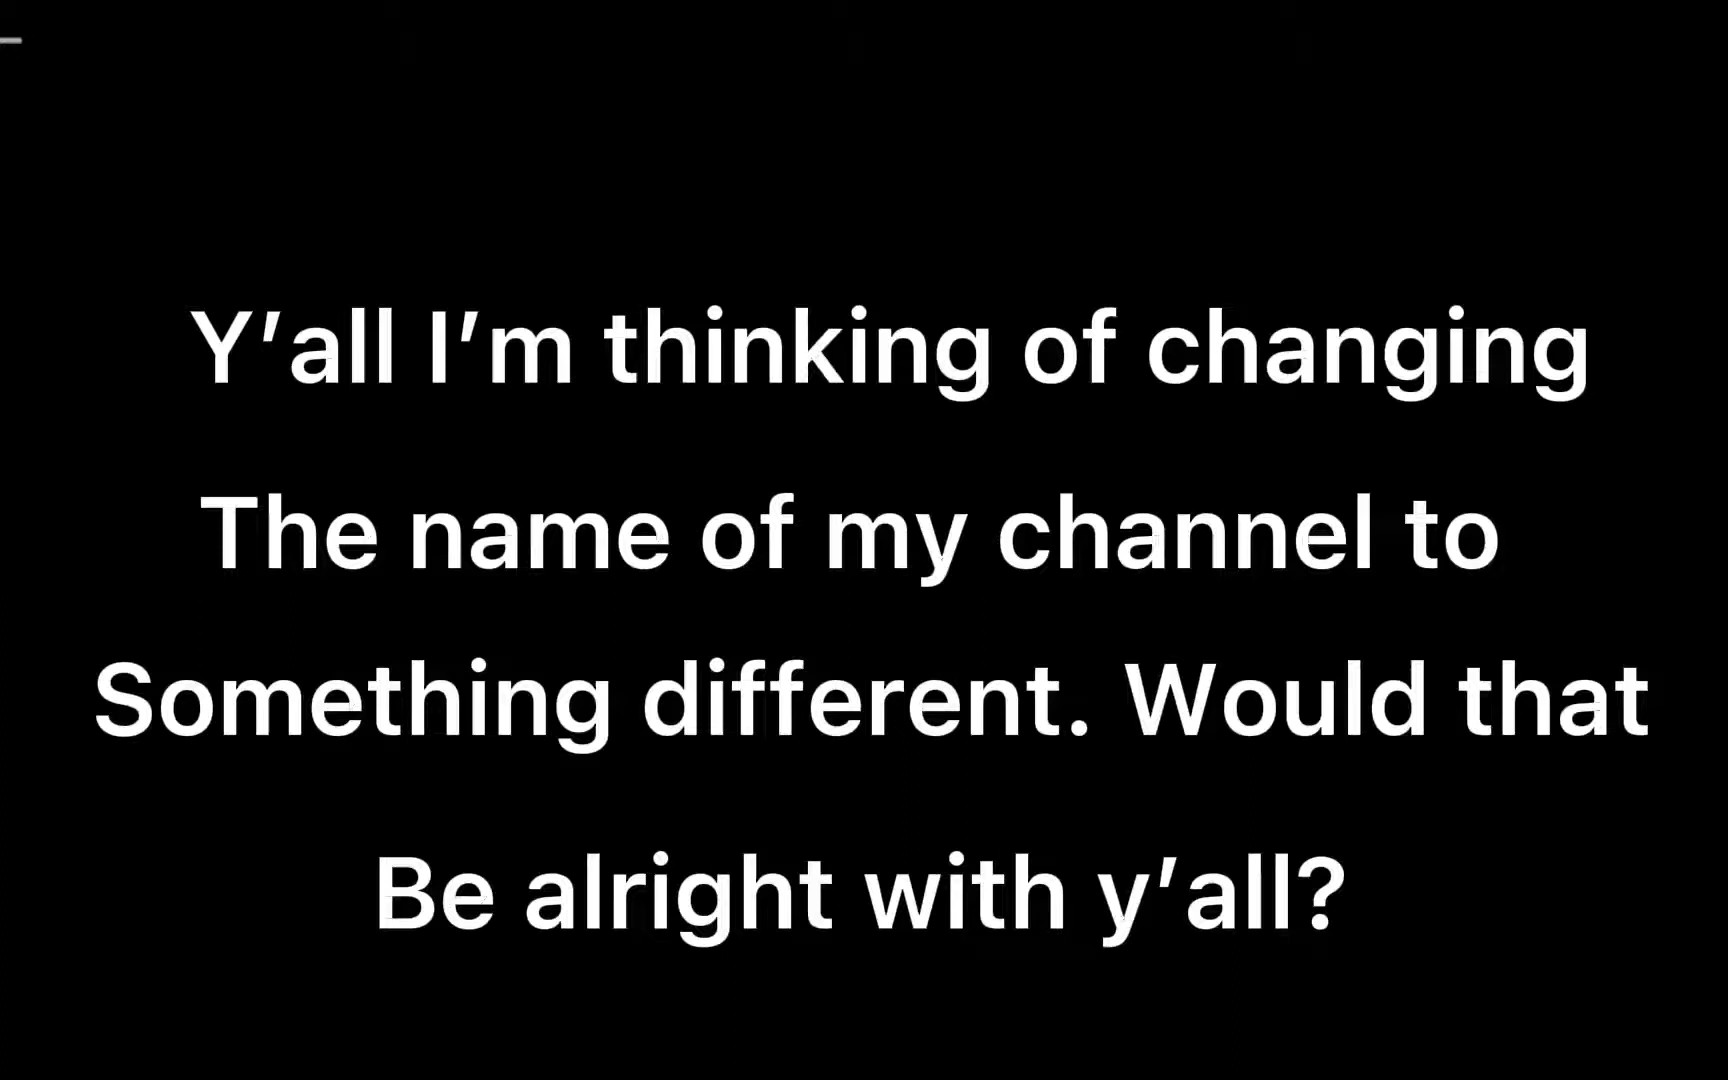 Y’all I’m thinking of changing
The name of my channel to
Something different. Would that
Be alright with y’all?